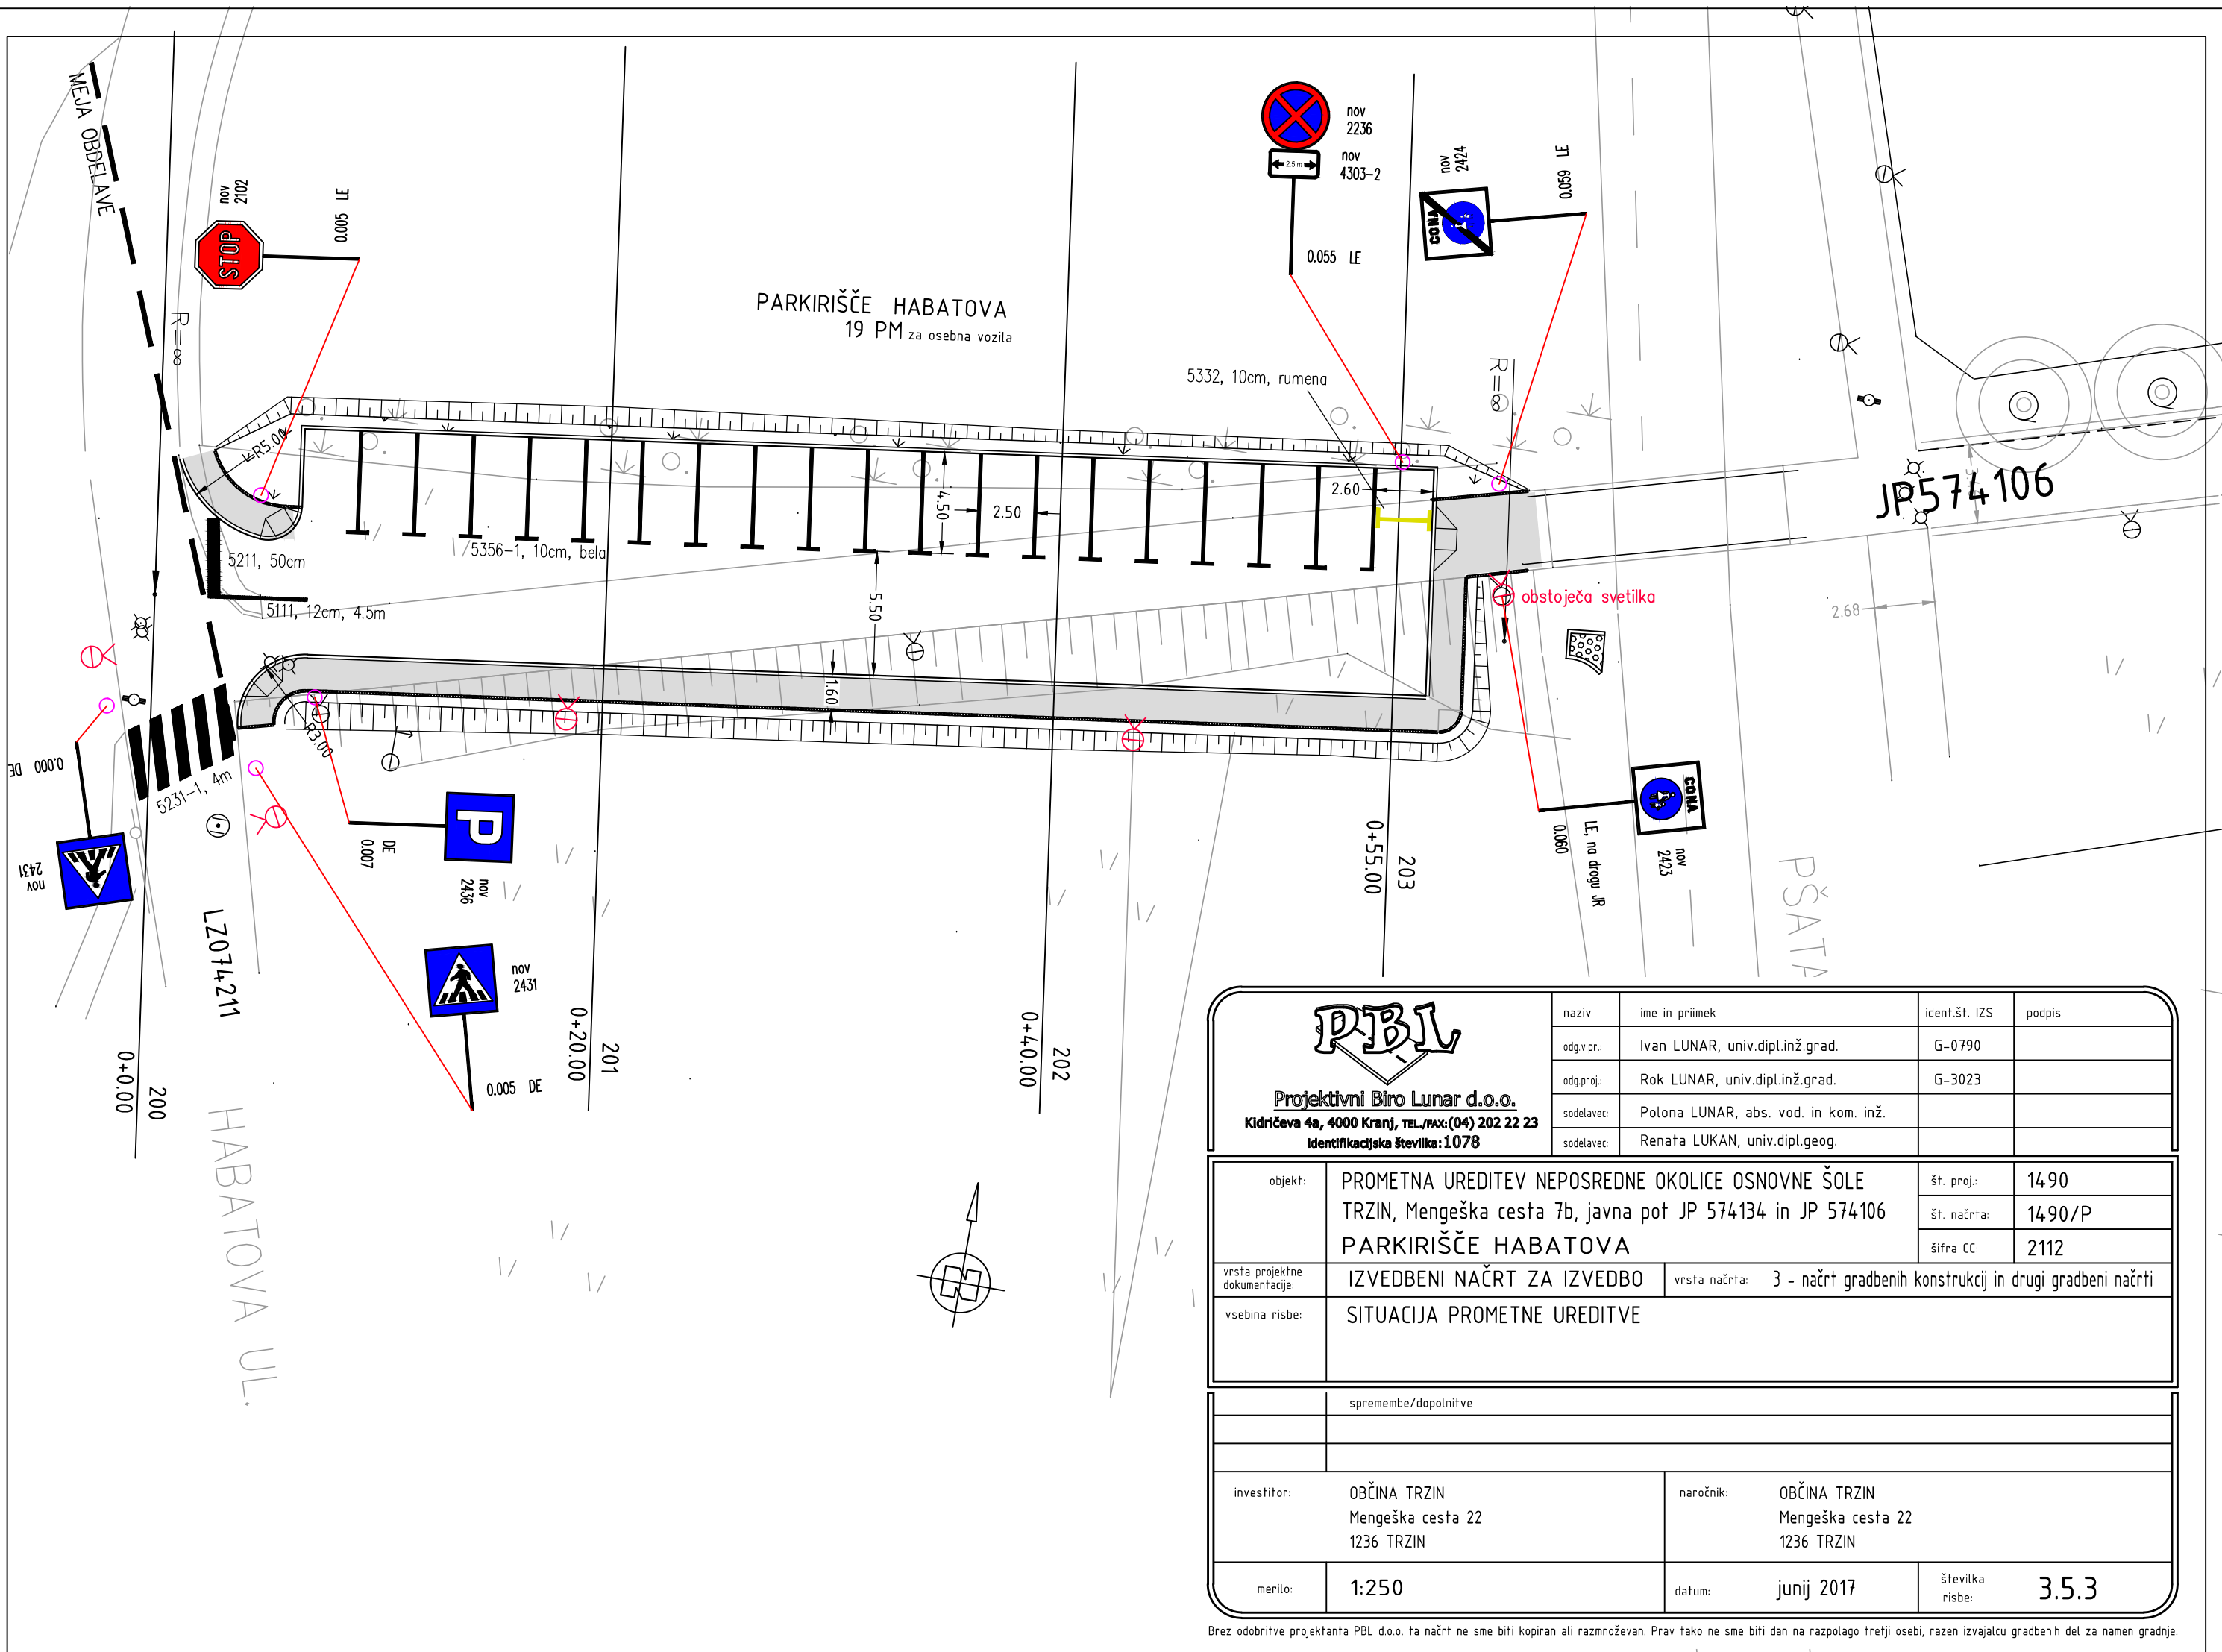 MEJA OBDELAVE
nov
2102
STOP
0.005 LE
R=∞
PARKIRIŠČE HABATOVA
19 PM za osebna vozila
nov
2236
2.5 m
nov
4303-2
0.055 LE
nov
2424
CONA
0.059 LE
5332, 10cm, rumena
R=∞
R5.00
2.60
4.50
2.50
JP574106
5356-1, 10cm, bela
5211, 50cm
5111, 12cm, 4.5m
5.50
obstoječa svetilka
2.68
1.60
R3.00
0.000 DE
5231-1, 4m
nov
2431
P
DE
0.007
nov
2436
CONA
nov
2423
LE, na drogu JR
0.060
0+55.00
203
PŠATA
LZ074211
nov
2431
0.005 DE
0+0.00
200
0+20.00
201
0+40.00
202
HABATOVA UL.
PBL
Projektivni Biro Lunar d.o.o.
Kidričeva 4a, 4000 Kranj, TEL./FAX:(04) 202 22 23
Identifikacijska številka: 1078
naziv ime in priimek ident.št. IZS podpis
odg.v.pr.: Ivan LUNAR, univ.dipl.inž.grad. G-0790
odg.proj.: Rok LUNAR, univ.dipl.inž.grad. G-3023
sodelavec: Polona LUNAR, abs. vod. in kom. inž.
sodelavec: Renata LUKAN, univ.dipl.geog.
objekt: PROMETNA UREDITEV NEPOSREDNE OKOLICE OSNOVNE ŠOLE
TRZIN, Mengeška cesta 7b, javna pot JP 574134 in JP 574106
PARKIRIŠČE HABATOVA
št. proj.: 1490
št. načrta: 1490/P
šifra CC: 2112
vrsta projektne
dokumentacije: IZVEDBENI NAČRT ZA IZVEDBO
vrsta načrta: 3 - načrt gradbenih konstrukcij in drugi gradbeni načrti
vsebina risbe: SITUACIJA PROMETNE UREDITVE
spremembe/dopolnitve
investitor: OBČINA TRZIN
Mengeška cesta 22
1236 TRZIN
naročnik: OBČINA TRZIN
Mengeška cesta 22
1236 TRZIN
merilo: 1:250
datum: junij 2017
številka
risbe: 3.5.3
Brez odobritve projektanta PBL d.o.o. ta načrt ne sme biti kopiran ali razmnoževan. Prav tako ne sme biti dan na razpolago tretji osebi, razen izvajalcu gradbenih del za namen gradnje.